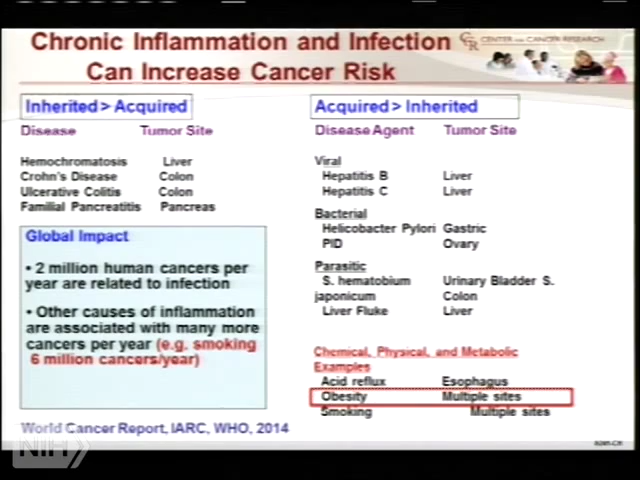 Chronic Inflammation and Infection
Can Increase Cancer Risk
CCR CENTER FOR CANCER RESEARCH
Inherited > Acquired
Disease Tumor Site
Hemochromatosis Liver
Crohn's Disease Colon
Ulcerative Colitis Colon
Familial Pancreatitis Pancreas
Global Impact
• 2 million human cancers per
year are related to infection
• Other causes of inflammation
are associated with many more
cancers per year (e.g. smoking
6 million cancers/year)
Acquired > Inherited
Disease Agent Tumor Site
Viral
Hepatitis B Liver
Hepatitis C Liver
Bacterial
Helicobacter Pylori Gastric
PID Ovary
Parasitic
S. hematobium Urinary Bladder S.
japonicum Colon
Liver Fluke Liver
Chemical, Physical, and Metabolic
Examples
Acid reflux Esophagus
Obesity Multiple sites
Smoking Multiple sites
World Cancer Report, IARC, WHO, 2014
NIH